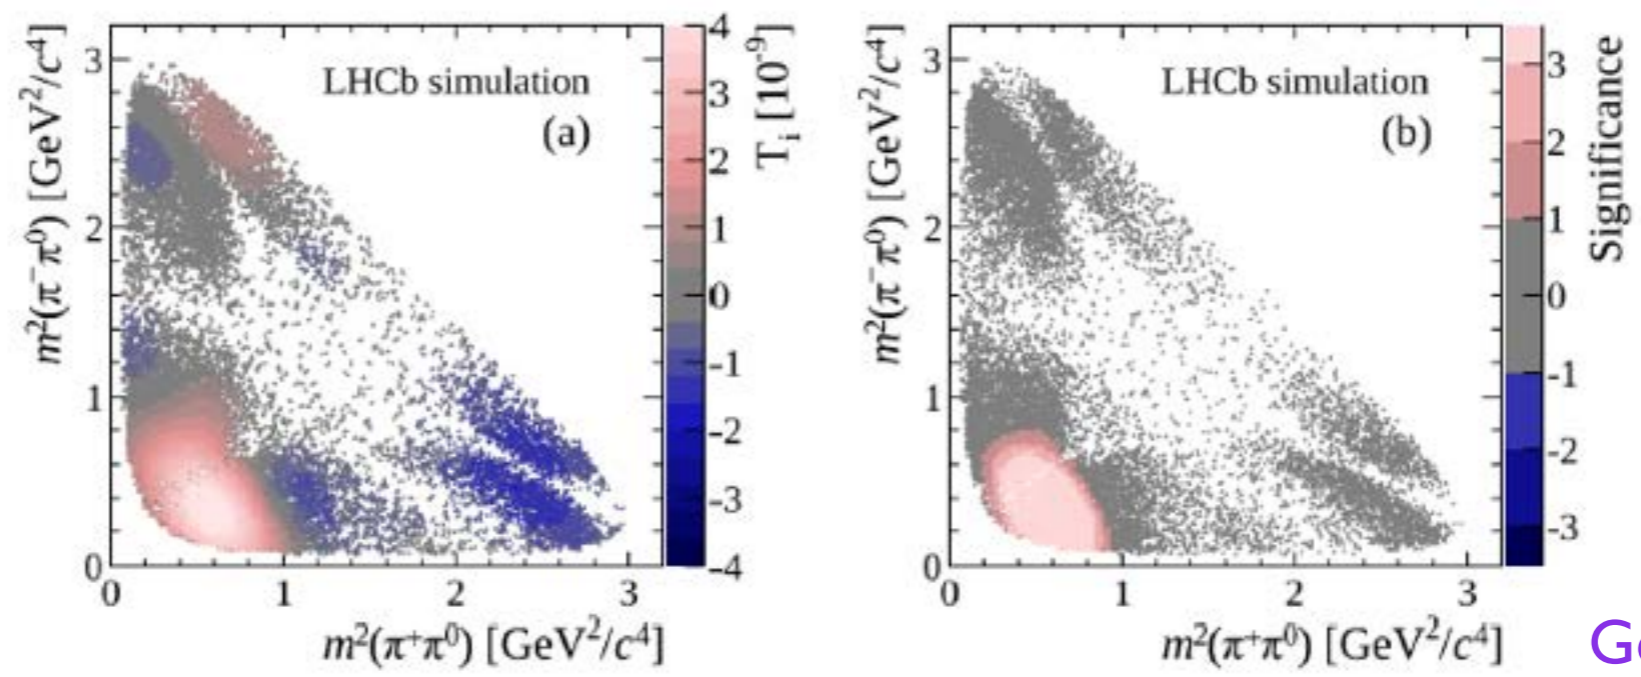 LHCb simulation
(a)
m²(π⁻π⁰) [GeV²/c⁴]
3
2
1
0
0 1 2 3
m²(π⁺π⁰) [GeV²/c⁴]
4
3
2
1
0
-1
-2
-3
-4
Tᵢ [10⁻⁹]
LHCb simulation
(b)
m²(π⁻π⁰) [GeV²/c⁴]
3
2
1
0
0 1 2 3
m²(π⁺π⁰) [GeV²/c⁴]
3
2
1
0
-1
-2
-3
Significance